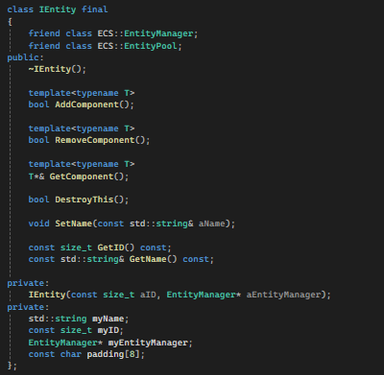 class IEntity final
{
friend class ECS::EntityManager;
friend class ECS::EntityPool;
public:
~IEntity();
template<typename T>
bool AddComponent();
template<typename T>
bool RemoveComponent();
template<typename T>
T*& GetComponent();
bool DestroyThis();
void SetName(const std::string& aName);
const size_t GetID() const;
const std::string& GetName() const;
private:
IEntity(const size_t aID, EntityManager* aEntityManager);
private:
std::string myName;
const size_t myID;
EntityManager* myEntityManager;
const char padding[8];
};